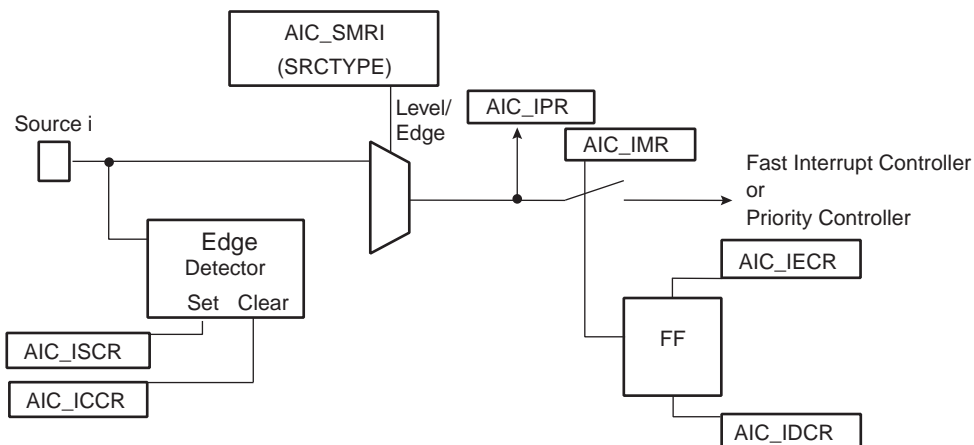 AIC_SMRI
(SRCTYPE)
Level/
Edge
AIC_IPR
AIC_IMR
Source i
Fast Interrupt Controller
or
Priority Controller
Edge
Detector
Set Clear
AIC_IECR
FF
AIC_ISCR
AIC_ICCR
AIC_IDCR